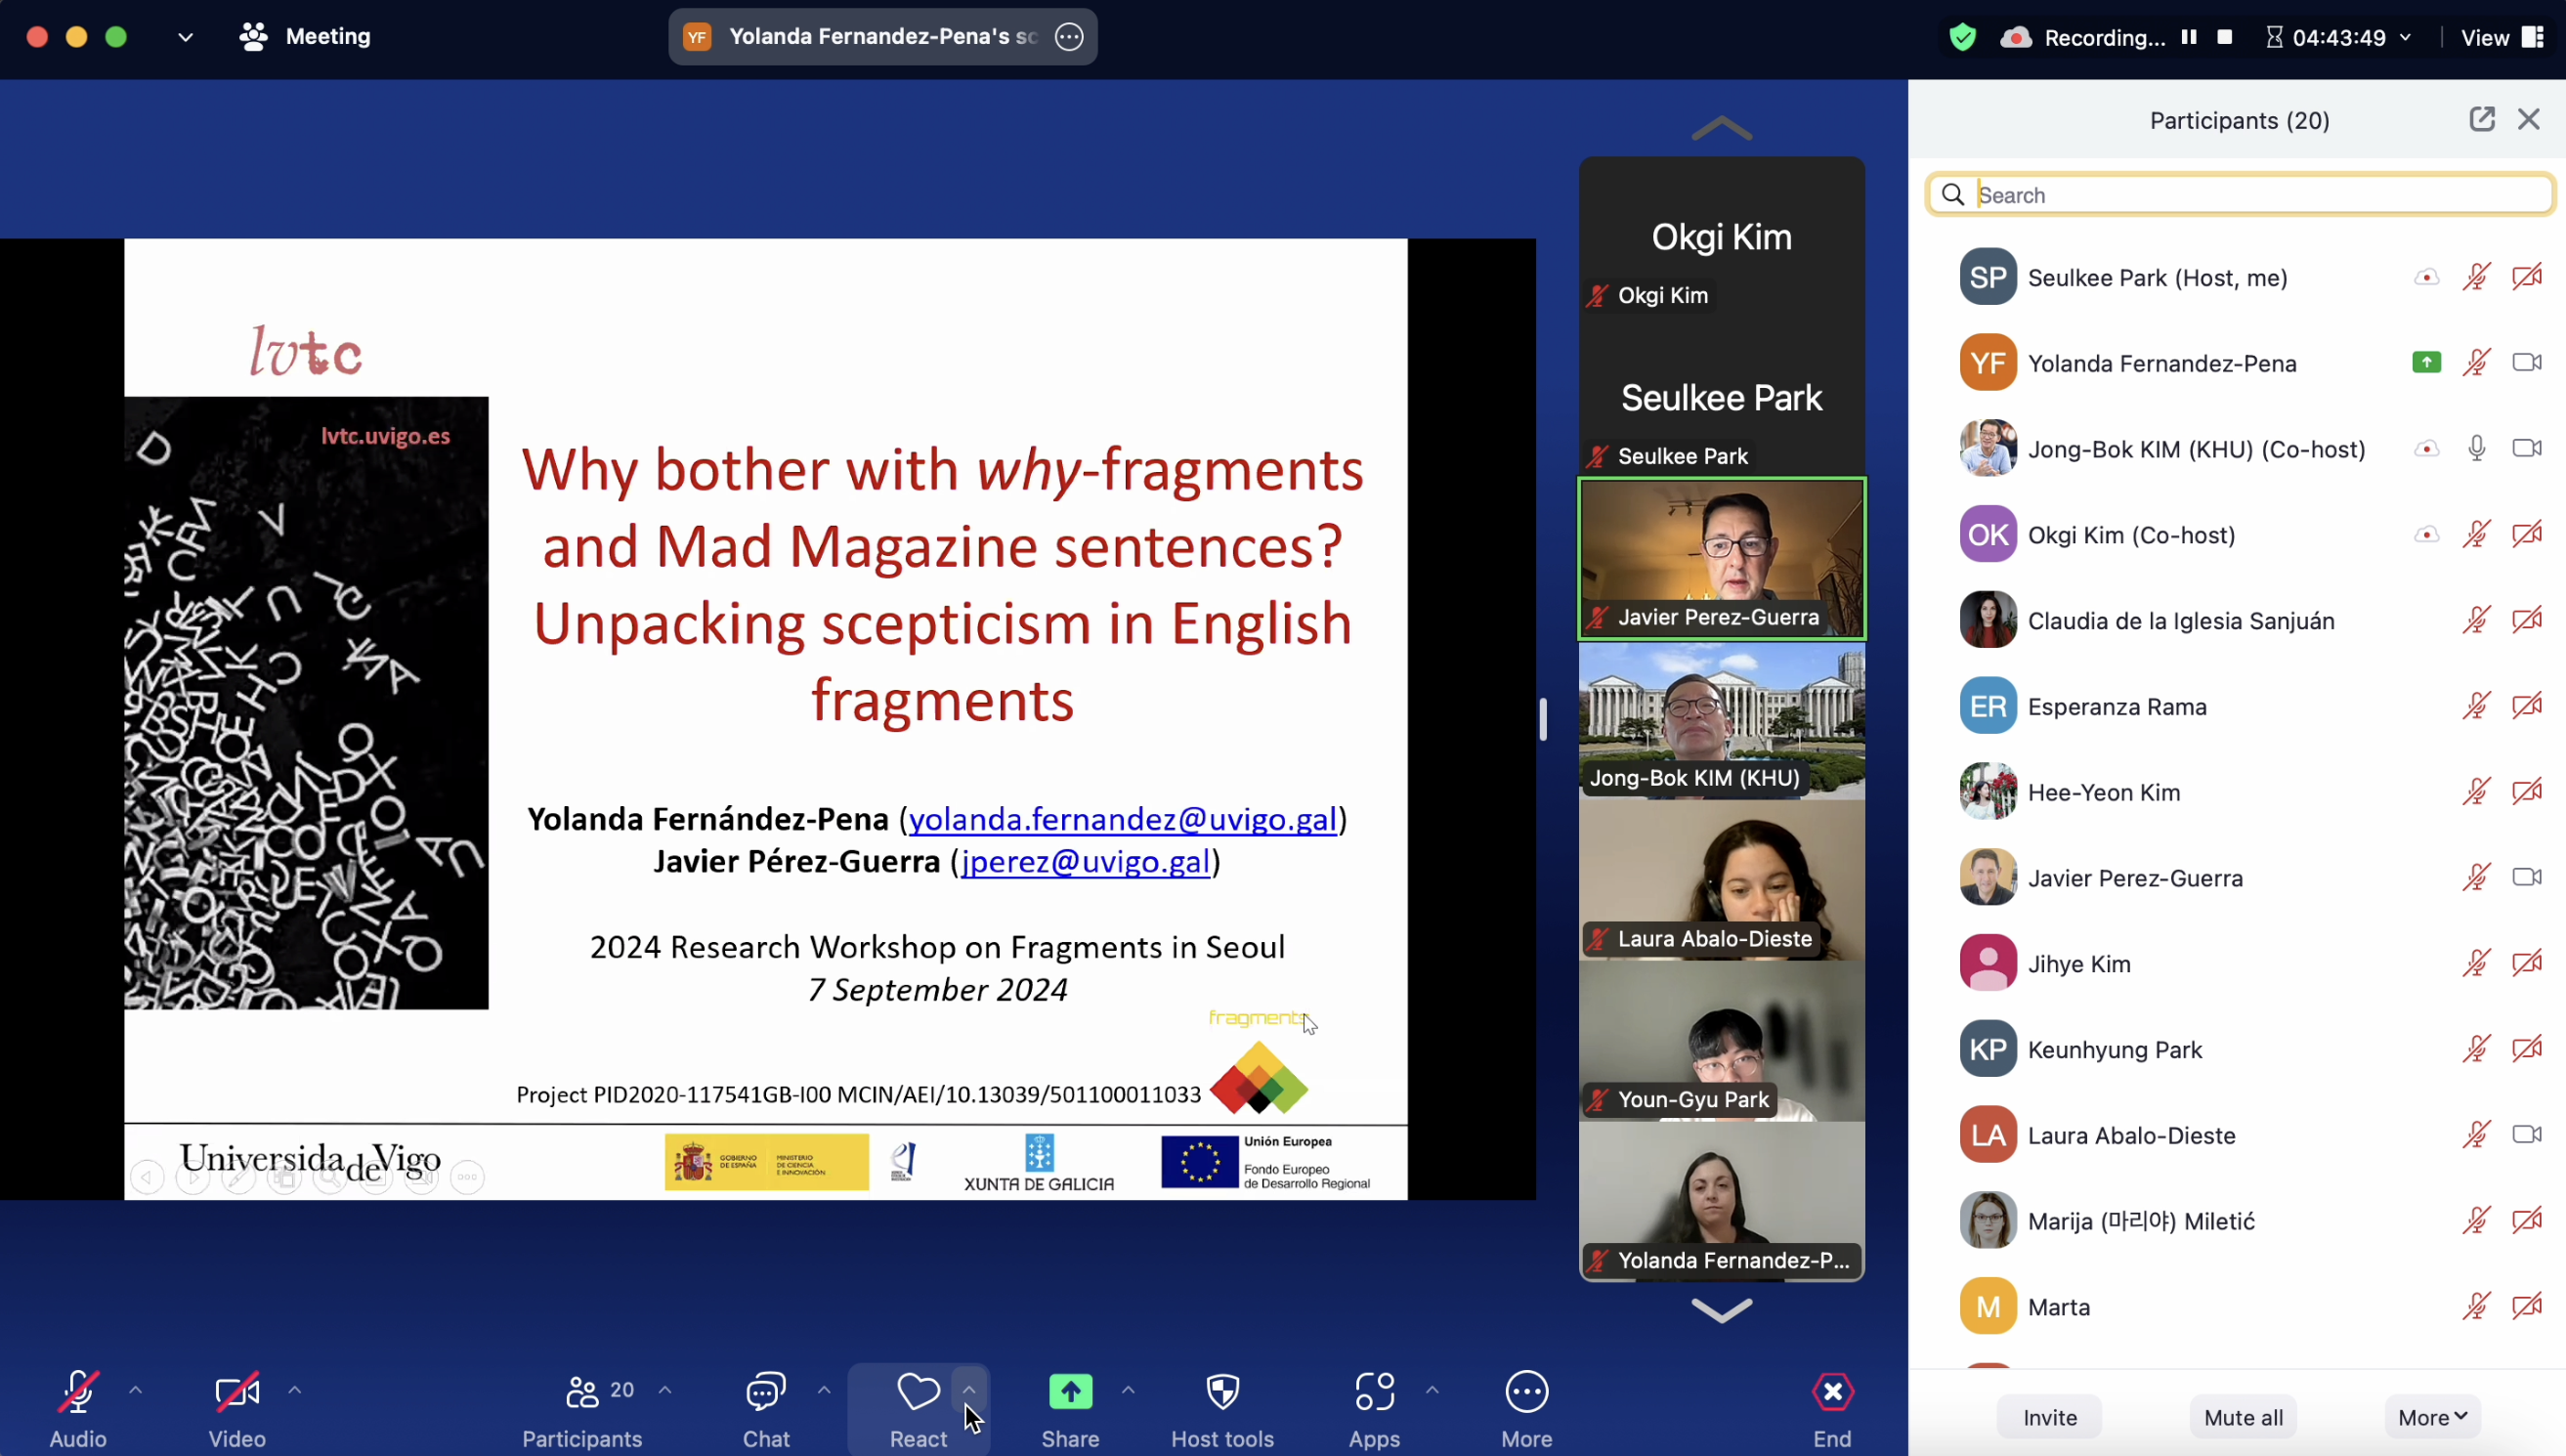 Meeting
YF Yolanda Fernandez-Pena's sc
Recording...
04:43:49
View
lvtc
lvtc.uvigo.es
Why bother with why-fragments
and Mad Magazine sentences?
Unpacking scepticism in English
fragments
Yolanda Fernández-Pena (yolanda.fernandez@uvigo.gal)
Javier Pérez-Guerra (jperez@uvigo.gal)
2024 Research Workshop on Fragments in Seoul
7 September 2024
fragments
Project PID2020-117541GB-I00 MCIN/AEI/10.13039/501100011033
UniversidadeVigo
GOBIERNO
DE ESPAÑA
MINISTERIO
DE CIENCIA
E INNOVACIÓN
XUNTA DE GALICIA
Unión Europea
Fondo Europeo
de Desarrollo Regional
Okgi Kim
Okgi Kim
Seulkee Park
Seulkee Park
Javier Perez-Guerra
Jong-Bok KIM (KHU)
Laura Abalo-Dieste
Youn-Gyu Park
Yolanda Fernandez-P...
Participants (20)
Search
SP Seulkee Park (Host, me)
YF Yolanda Fernandez-Pena
Jong-Bok KIM (KHU) (Co-host)
OK Okgi Kim (Co-host)
Claudia de la Iglesia Sanjuán
ER Esperanza Rama
Hee-Yeon Kim
Javier Perez-Guerra
Jihye Kim
KP Keunhyung Park
LA Laura Abalo-Dieste
Marija (마리야) Miletić
M Marta
Invite
Mute all
More
Audio
Video
20
Participants
Chat
React
Share
Host tools
Apps
More
End